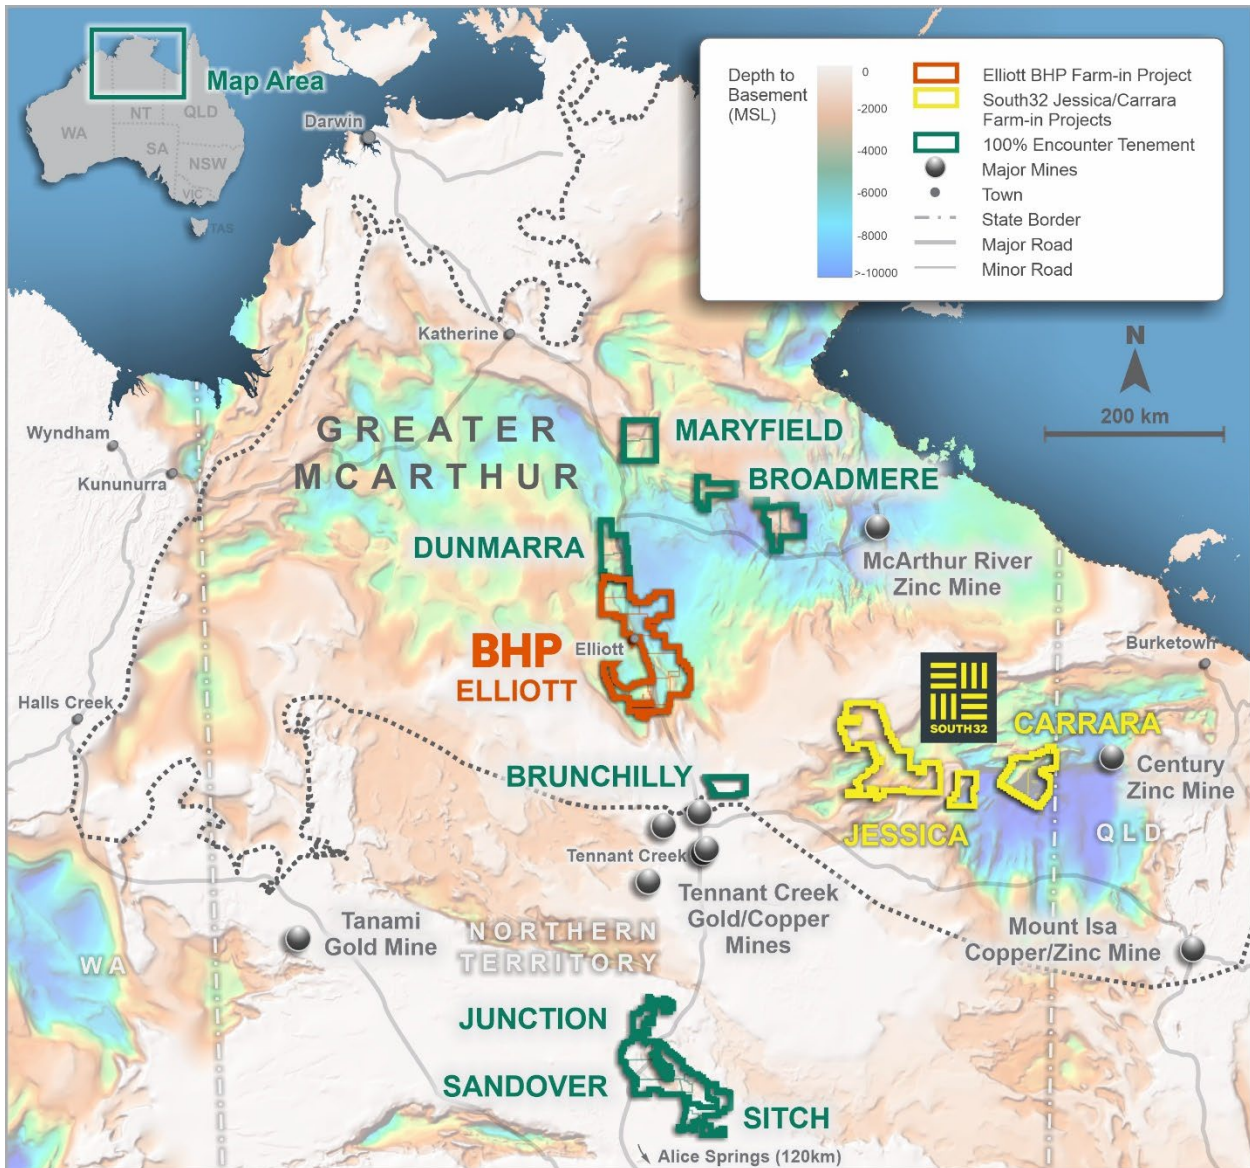 Map Area
NT
QLD
WA
SA
NSW
VIC
TAS
Depth to
Basement
(MSL)
0
-2000
-4000
-6000
-8000
>-10000
Elliott BHP Farm-in Project
South32 Jessica/Carrara
Farm-in Projects
100% Encounter Tenement
Major Mines
Town
State Border
Major Road
Minor Road
Darwin
Katherine
N
200 km
Wyndham
Kununurra
GREATER
MCARTHUR
MARYFIELD
BROADMERE
DUNMARRA
McArthur River
Zinc Mine
BHP
ELLIOTT
Elliott
Burketown
Halls Creek
SOUTH32
CARRARA
Century
Zinc Mine
BRUNCHILLY
JESSICA
QLD
Tennant Creek
Tennant Creek
Gold/Copper
Mines
Tanami
Gold Mine
NORTHERN
TERRITORY
Mount Isa
Copper/Zinc Mine
WA
JUNCTION
SANDOVER
SITCH
Alice Springs (120km)